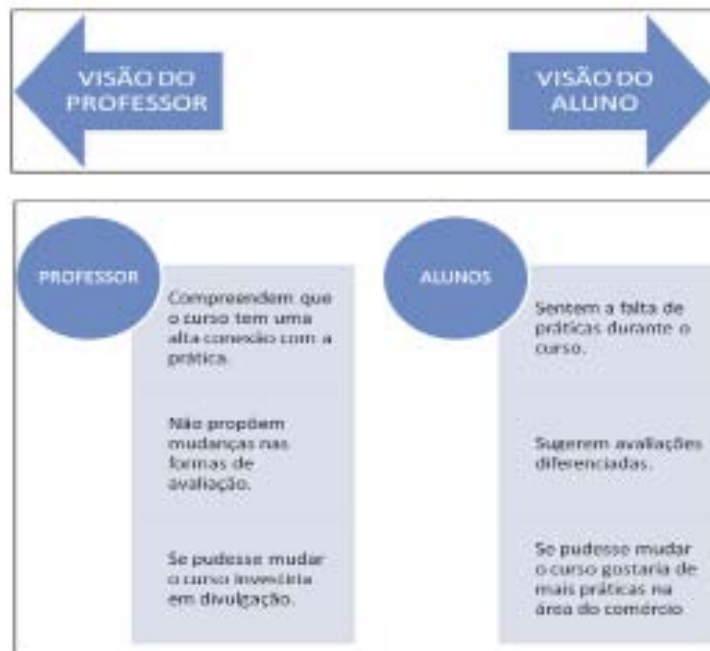 VISÃO DO
PROFESSOR
VISÃO DO
ALUNO
PROFESSOR
Compreendem que
o curso tem uma
alta conexão com a
prática.
Não propõem
mudanças nas
formas de
avaliação.
Se pudesse mudar
o curso investiria
em divulgação.
ALUNOS
Sentem a falta de
práticas durante o
curso.
Sugerem avaliações
diferenciadas.
Se pudesse mudar
o curso gostaria de
mais práticas na
área do comércio